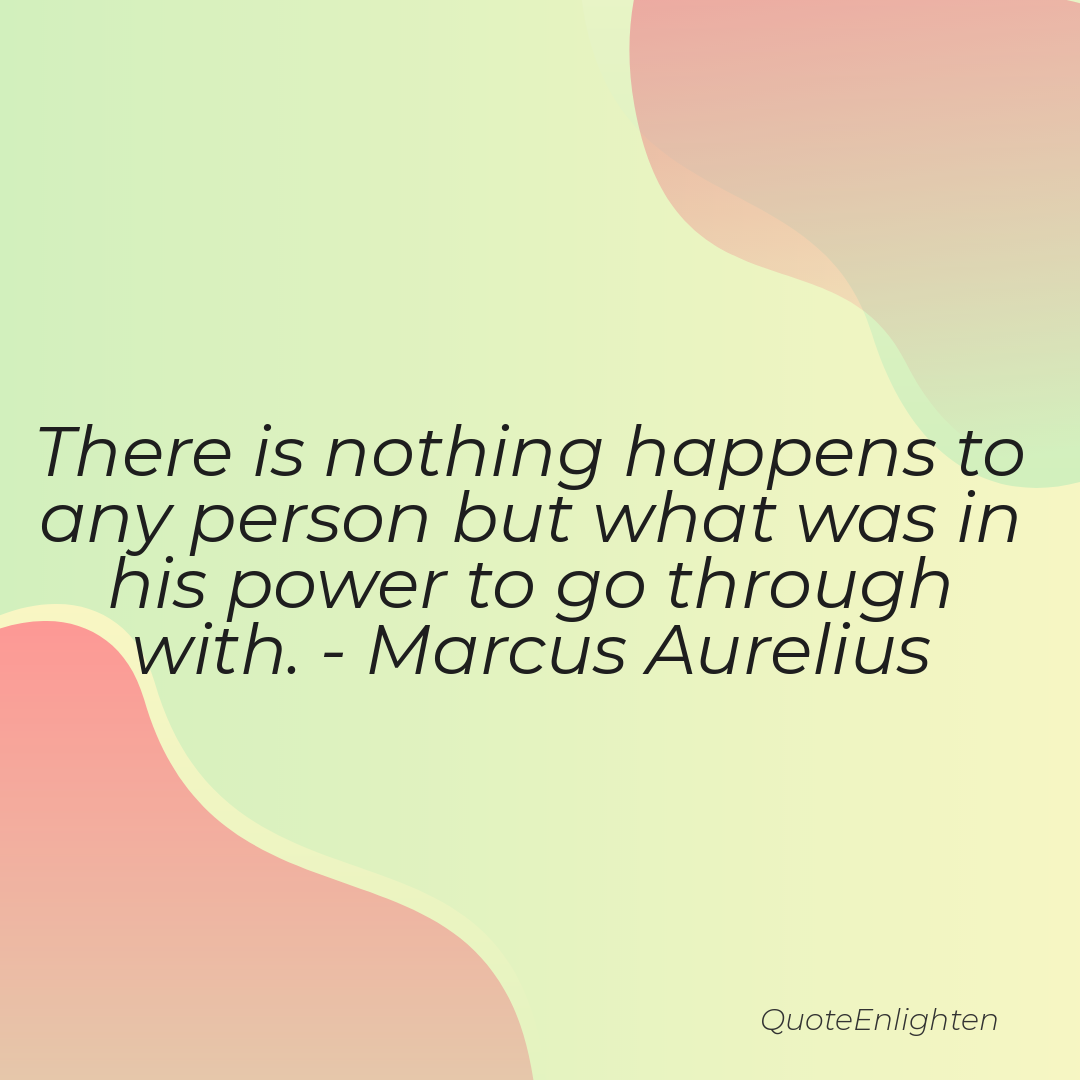 There is nothing happens to
any person but what was in
his power to go through
with. - Marcus Aurelius
QuoteEnlighten